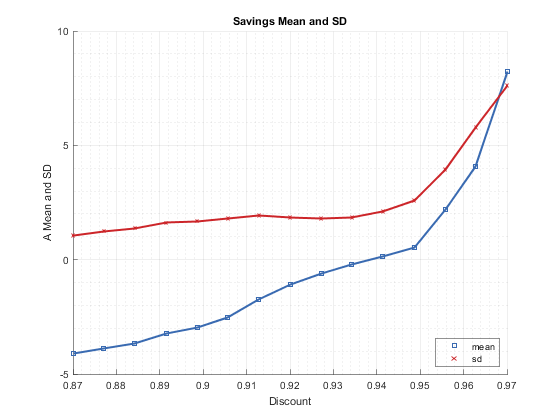 Savings Mean and SD
10
5
0
-5
A Mean and SD
0.87 0.88 0.89 0.9 0.91 0.92 0.93 0.94 0.95 0.96 0.97
Discount
mean
sd